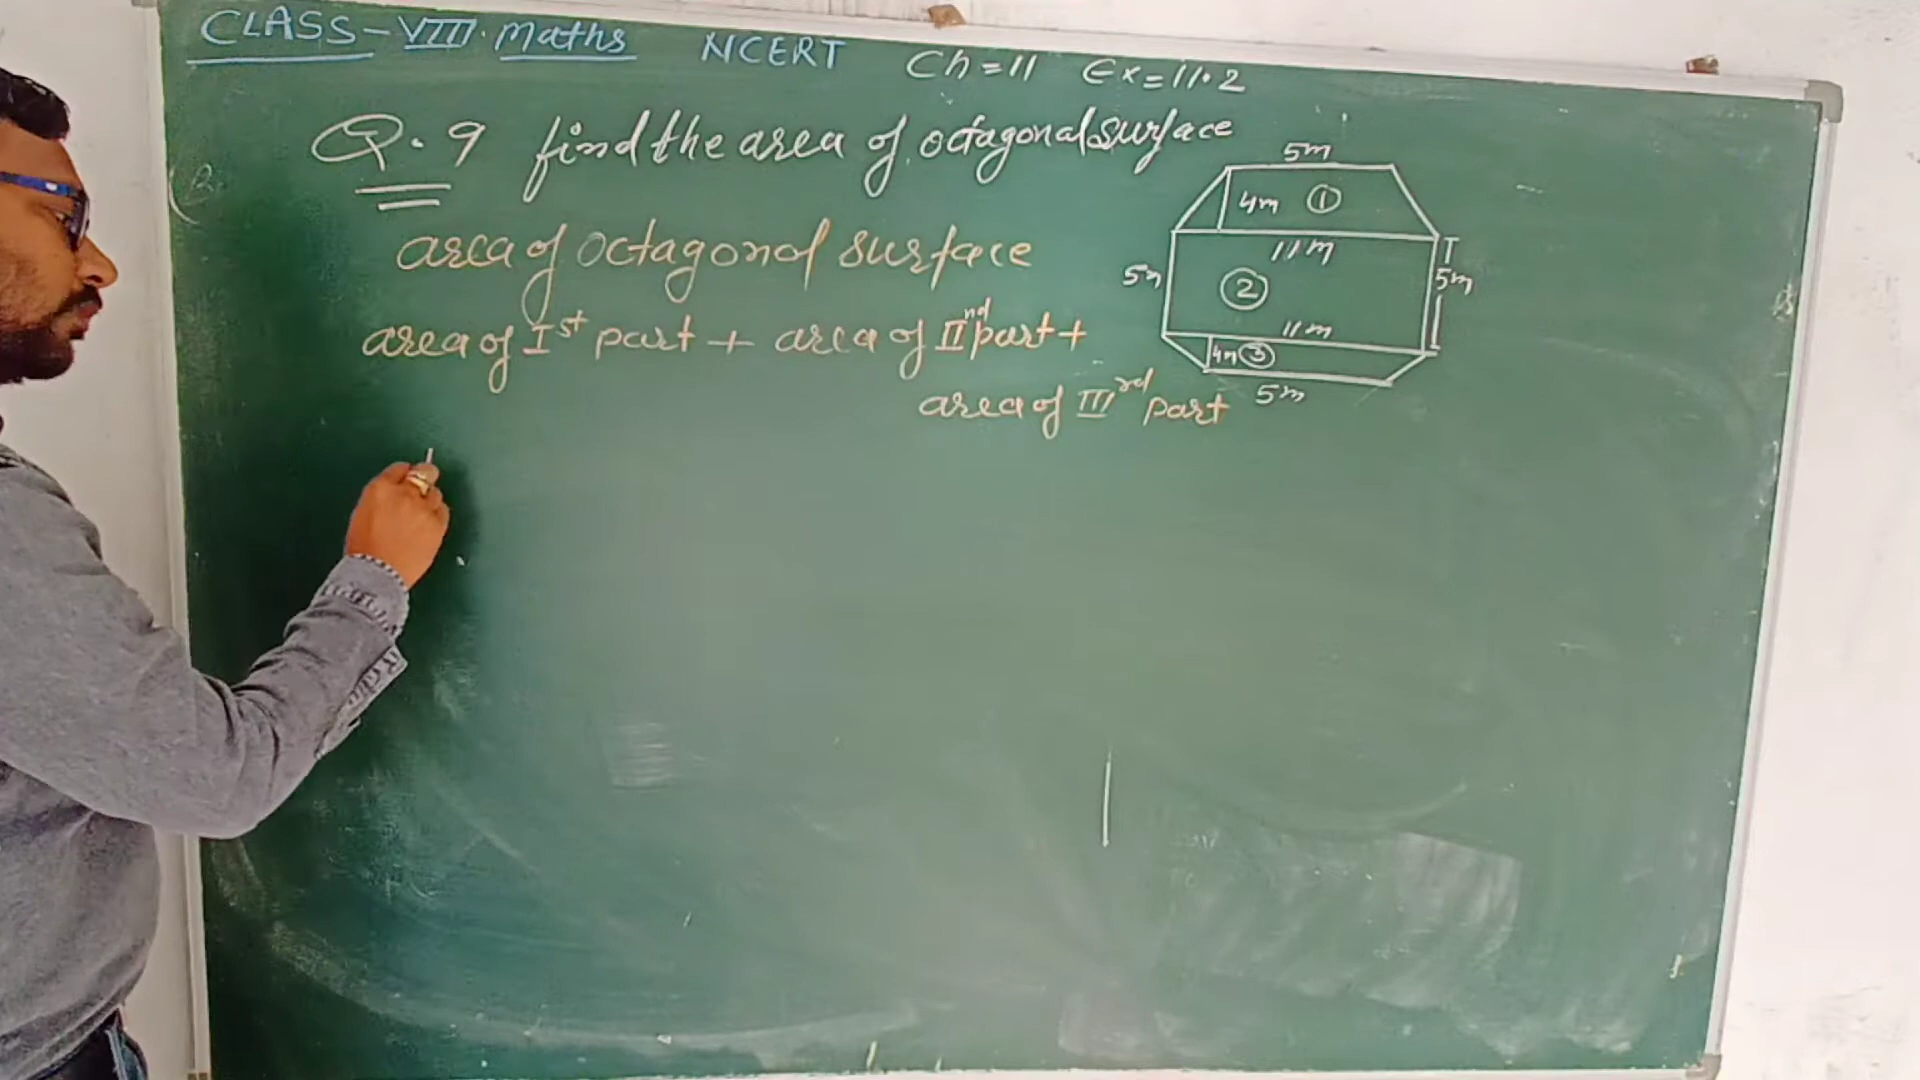 CLASS-VIII. Maths NCERT Ch=11 Ex=11.2
Q.9 find the area of octagonal surface
area of octagonal surface
area of Ist part + area of IInd part +
area of IIIrd part
5m
4m 1
11m
5m 2 5m
11m
4m 3
5m